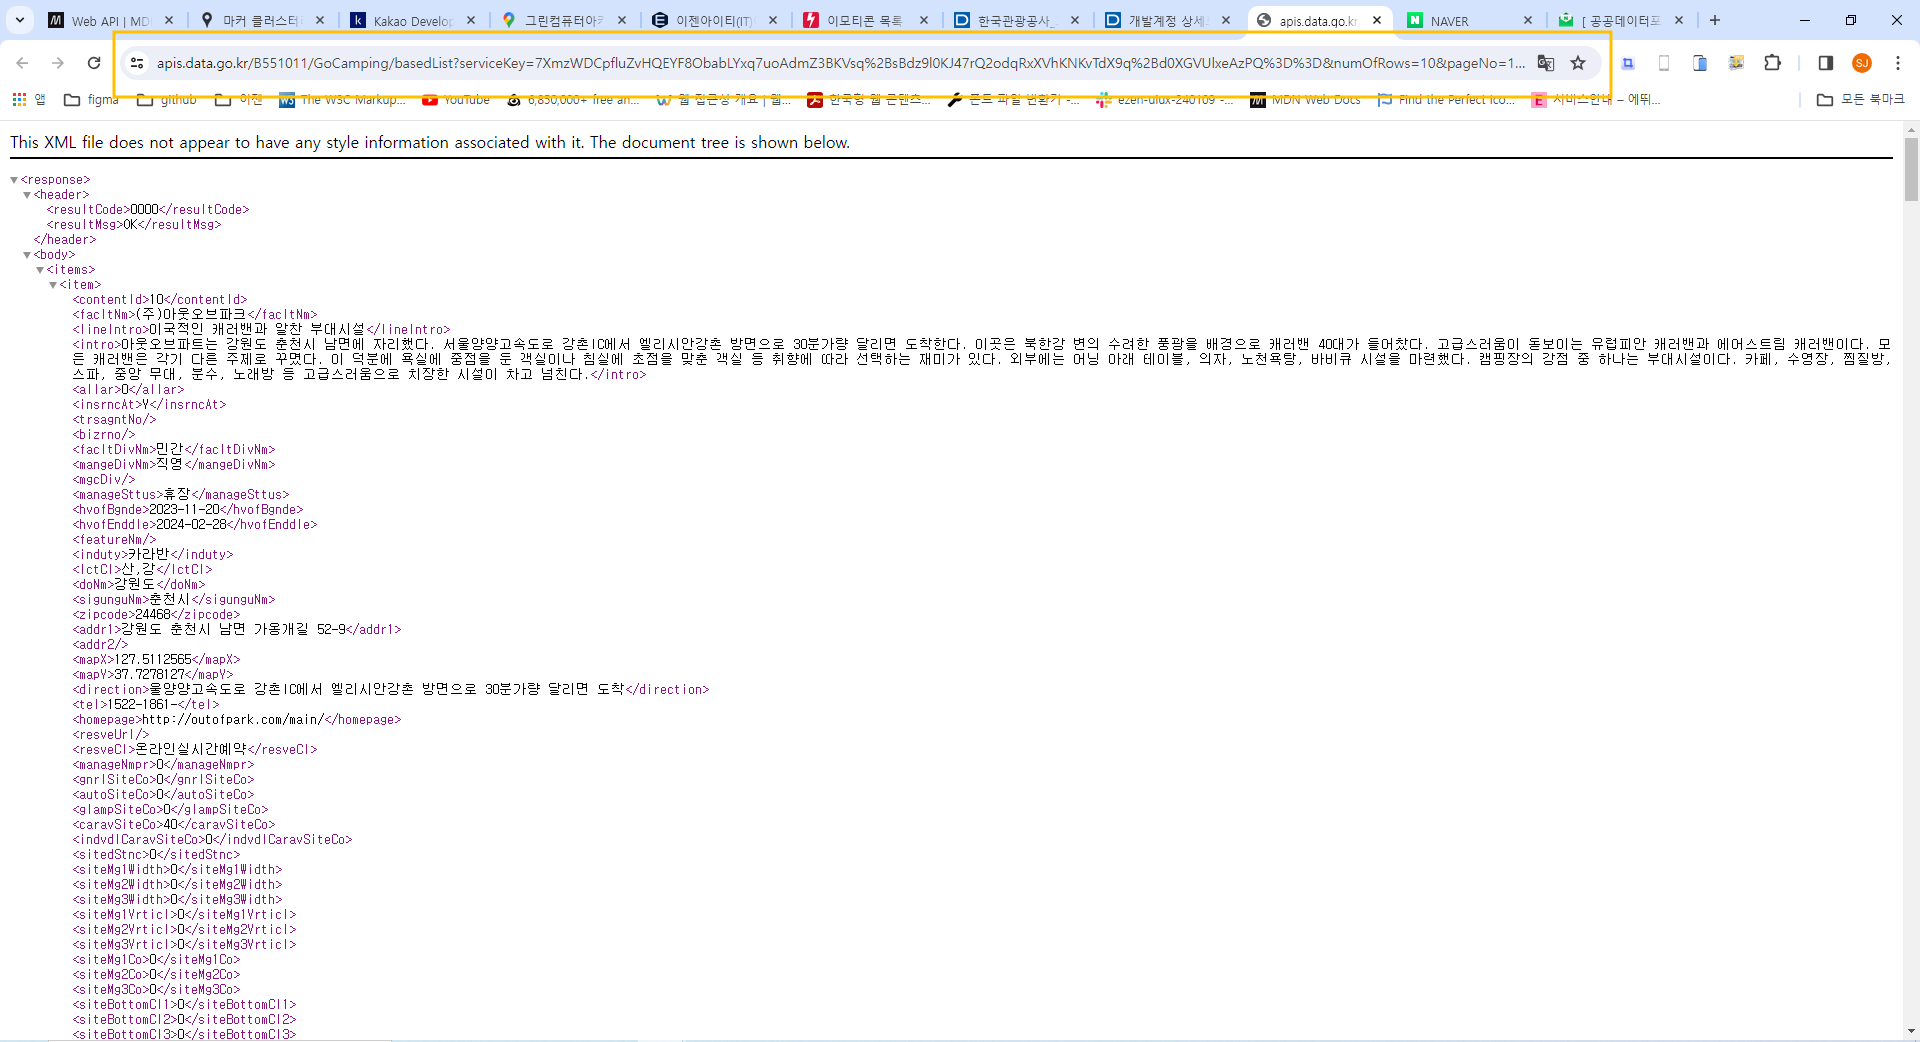 Web API | MD
마커 클러스터
Kakao Develop
그린컴퓨터아카
이젠아이티(IT)
이모티콘 목록
한국관광공사_
개발계정 상세
apis.data.go.kr
NAVER
[ 공공데이터포
apis.data.go.kr/B551011/GoCamping/basedList?serviceKey=7XmzWDCpfluZvHQEYF8ObabLYxq7uoAdmZ3BKVsq%2BsBdz9l0KJ47rQ2odqRxXVhKNKvTdX9q%2Bd0XGVUlxeAzPQ%3D%3D&numOfRows=10&pageNo=1...
SJ
앱
figma
github
이젠
The W3C Markup...
YouTube
6,850,000+ free an...
웹 접근성 개요 | 웹...
한국형 웹 콘텐츠...
폰트 파일 변환기 -...
ezen-uiux-240109 -...
MDN Web Docs
Find the Perfect Ico...
서비스안내 – 에뛰...
모든 북마크
This XML file does not appear to have any style information associated with it. The document tree is shown below.
<response>
<header>
<resultCode>0000</resultCode>
<resultMsg>OK</resultMsg>
</header>
<body>
<items>
<item>
<contentId>10</contentId>
<facltNm>(주)아웃오브파크</facltNm>
<lineIntro>이국적인 캐러밴과 알찬 부대시설</lineIntro>
<intro>아웃오브파트는 강원도 춘천시 남면에 자리했다. 서울양양고속도로 강촌IC에서 엘리시안강촌 방면으로 30분가량 달리면 도착한다. 이곳은 북한강 변의 수려한 풍광을 배경으로 캐러밴 40대가 들어찼다. 고급스러움이 돋보이는 유럽피안 캐러밴과 에어스트림 캐러밴이다. 모
든 캐러밴은 각기 다른 주제로 꾸몄다. 이 덕분에 욕실에 중점을 둔 객실이나 침실에 초점을 맞춘 객실 등 취향에 따라 선택하는 재미가 있다. 외부에는 어닝 아래 테이블, 의자, 노천욕탕, 바비큐 시설을 마련했다. 캠핑장의 강점 중 하나는 부대시설이다. 카페, 수영장, 찜질방,
스파, 중앙 무대, 분수, 노래방 등 고급스러움으로 치장한 시설이 차고 넘친다.</intro>
<allar>0</allar>
<insrncAt>Y</insrncAt>
<trsagntNo/>
<bizrno/>
<facltDivNm>민간</facltDivNm>
<mangeDivNm>직영</mangeDivNm>
<mgcDiv/>
<manageSttus>휴장</manageSttus>
<hvofBgnde>2023-11-20</hvofBgnde>
<hvofEnddle>2024-02-28</hvofEnddle>
<featureNm/>
<induty>카라반</induty>
<lctCl>산,강</lctCl>
<doNm>강원도</doNm>
<sigunguNm>춘천시</sigunguNm>
<zipcode>24468</zipcode>
<addr1>강원도 춘천시 남면 가옹개길 52-9</addr1>
<addr2/>
<mapX>127.5112565</mapX>
<mapY>37.7278127</mapY>
<direction>울양양고속도로 강촌IC에서 엘리시안강촌 방면으로 30분가량 달리면 도착</direction>
<tel>1522-1861-</tel>
<homepage>http://outofpark.com/main/</homepage>
<resveUrl/>
<resveCl>온라인실시간예약</resveCl>
<manageNmpr>0</manageNmpr>
<gnrlSiteCo>0</gnrlSiteCo>
<autoSiteCo>0</autoSiteCo>
<glampSiteCo>0</glampSiteCo>
<caravSiteCo>40</caravSiteCo>
<indvdlCaravSiteCo>0</indvdlCaravSiteCo>
<sitedStnc>0</sitedStnc>
<siteMg1Width>0</siteMg1Width>
<siteMg2Width>0</siteMg2Width>
<siteMg3Width>0</siteMg3Width>
<siteMg1Vrticl>0</siteMg1Vrticl>
<siteMg2Vrticl>0</siteMg2Vrticl>
<siteMg3Vrticl>0</siteMg3Vrticl>
<siteMg1Co>0</siteMg1Co>
<siteMg2Co>0</siteMg2Co>
<siteMg3Co>0</siteMg3Co>
<siteBottomCl1>0</siteBottomCl1>
<siteBottomCl2>0</siteBottomCl2>
<siteBottomCl3>0</siteBottomCl3>